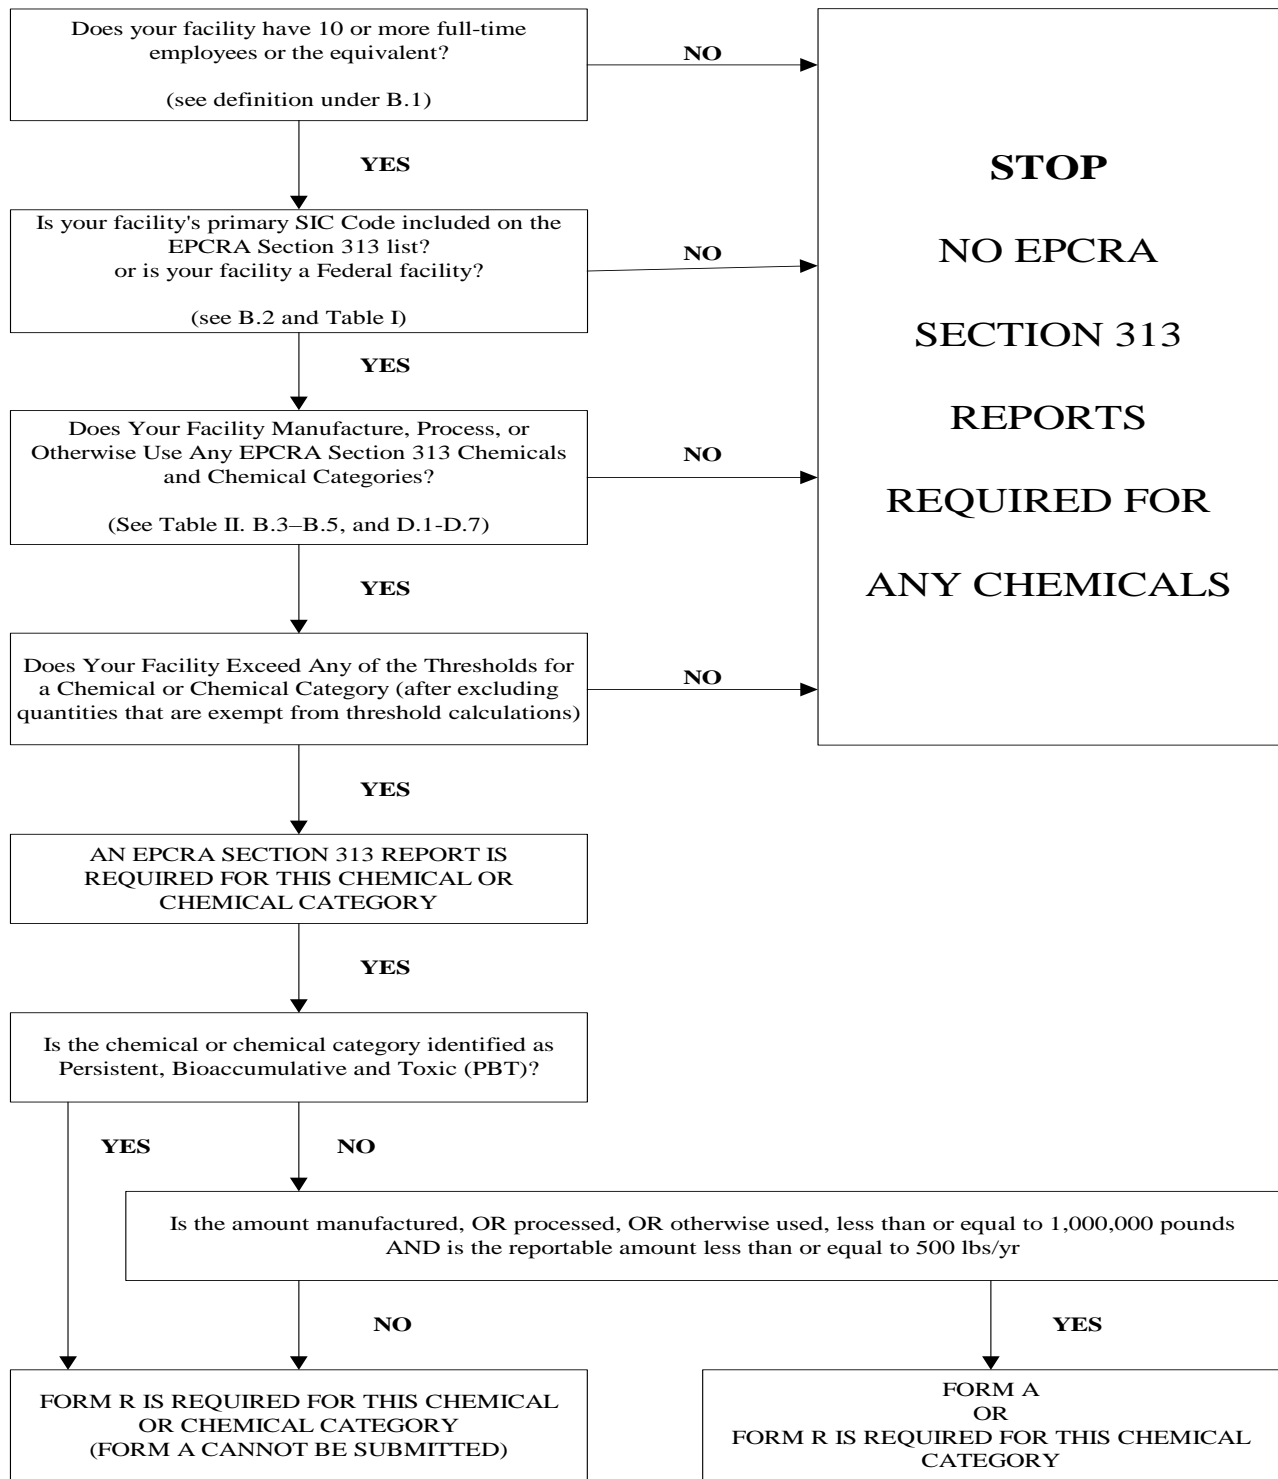 Does your facility have 10 or more full-time
employees or the equivalent?
(see definition under B.1)
NO
YES
STOP
NO EPCRA
SECTION 313
REPORTS
REQUIRED FOR
ANY CHEMICALS
Is your facility's primary SIC Code included on the
EPCRA Section 313 list?
or is your facility a Federal facility?
(see B.2 and Table I)
NO
YES
Does Your Facility Manufacture, Process, or
Otherwise Use Any EPCRA Section 313 Chemicals
and Chemical Categories?
(See Table II. B.3–B.5, and D.1-D.7)
NO
YES
Does Your Facility Exceed Any of the Thresholds for
a Chemical or Chemical Category (after excluding
quantities that are exempt from threshold calculations)
NO
YES
AN EPCRA SECTION 313 REPORT IS
REQUIRED FOR THIS CHEMICAL OR
CHEMICAL CATEGORY
YES
Is the chemical or chemical category identified as
Persistent, Bioaccumulative and Toxic (PBT)?
YES
NO
Is the amount manufactured, OR processed, OR otherwise used, less than or equal to 1,000,000 pounds
AND is the reportable amount less than or equal to 500 lbs/yr
NO
YES
FORM R IS REQUIRED FOR THIS CHEMICAL
OR CHEMICAL CATEGORY
(FORM A CANNOT BE SUBMITTED)
FORM A
OR
FORM R IS REQUIRED FOR THIS CHEMICAL
CATEGORY